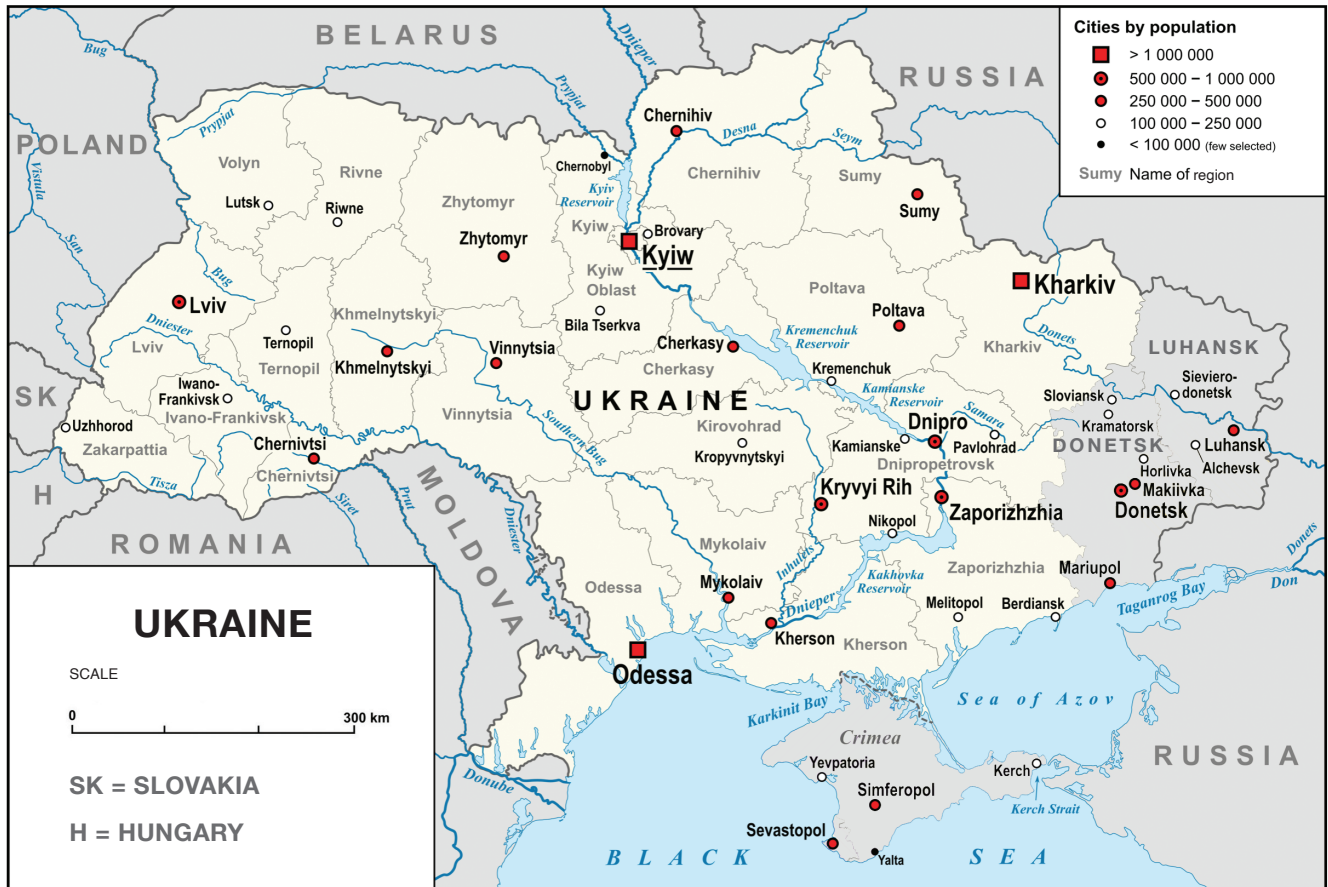 BELARUS
RUSSIA
POLAND
Bug
Dnieper
Prypjat
Prypjat
Vistula
San
Cities by population
> 1 000 000
500 000 – 1 000 000
250 000 – 500 000
100 000 – 250 000
< 100 000 (few selected)
Sumy Name of region
Chernihiv
Desna
Seym
Volyn
Rivne
Chernobyl
Kyiv
Reservoir
Chernihiv
Sumy
Lutsk
Riwne
Zhytomyr
Sumy
Zhytomyr
Kyiw
Brovary
Kyiw
Kyiw
Oblast
Bug
Lviv
Kharkiv
Poltava
Khmelnytskyi
Bila Tserkva
Poltava
Dniester
Ternopil
Kremenchuk
Reservoir
Donets
Lviv
Khmelnytskyi
Vinnytsia
Cherkasy
Kharkiv
LUHANSK
Ternopil
Cherkasy
Kremenchuk
SK
Iwano-
Frankivsk
Ivano-Frankivsk
UKRAINE
Kamianske
Reservoir
Sloviansk
Sieviero-
donetsk
Uzhhorod
Vinnytsia
Kirovohrad
Samara
Kramatorsk
Zakarpattia
Chernivtsi
Southern Bug
Kropyvnytskyi
Kamianske
Dnipro
Pavlohrad
DONETSK
Luhansk
Chernivtsi
Dnipropetrovsk
Horlivka
Alchevsk
H
Tisza
Siret
Prut
MOLDOVA
Dniester
Kryvyi Rih
Zaporizhzhia
Makiivka
Donetsk
ROMANIA
1
Nikopol
Mykolaiv
Inhulets
Zaporizhzhia
Donets
Odessa
Mykolaiv
Kakhovka
Reservoir
Mariupol
Don
Dnieper
Melitopol
Berdiansk
Taganrog Bay
1
Kherson
Kherson
Odessa
Karkinit Bay
Sea of Azov
Crimea
RUSSIA
Yevpatoria
Kerch
Simferopol
Kerch Strait
Donube
Sevastopol
Yalta
BLACK SEA
UKRAINE
SCALE
0 300 km
SK = SLOVAKIA
H = HUNGARY